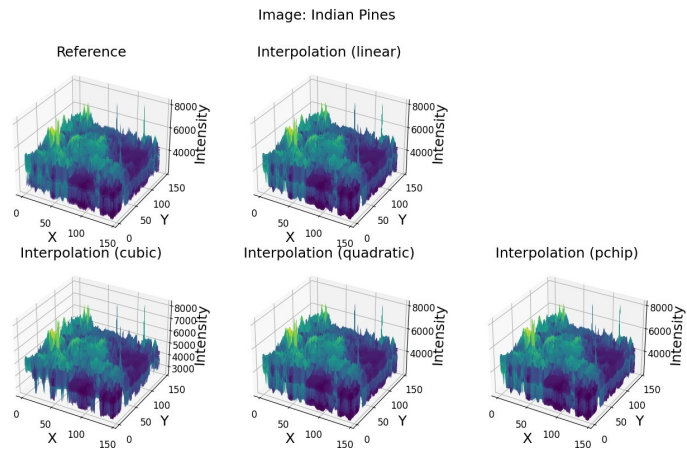 Image: Indian Pines
Reference
8000
6000
4000
Intensity
150
100
50
0
Y
0
50
100
150
X
Interpolation (linear)
8000
6000
4000
Intensity
150
100
50
0
Y
0
50
100
150
X
Interpolation (cubic)
8000
7000
6000
5000
4000
3000
Intensity
150
100
50
0
Y
0
50
100
150
X
Interpolation (quadratic)
8000
6000
4000
Intensity
150
100
50
0
Y
0
50
100
150
X
Interpolation (pchip)
8000
6000
4000
Intensity
150
100
50
0
Y
0
50
100
150
X